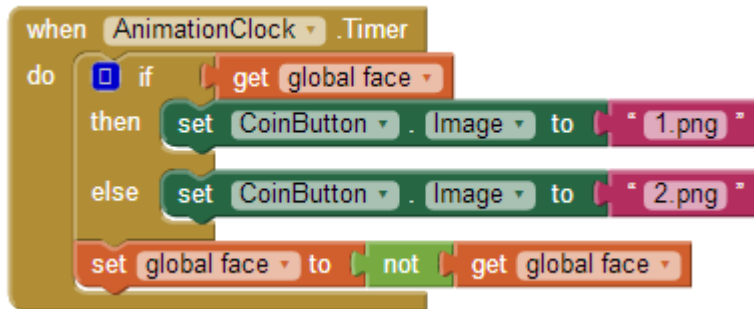 when AnimationClock .Timer
do if get global face
then set CoinButton . Image to " 1.png "
else set CoinButton . Image to " 2.png "
set global face to not get global face